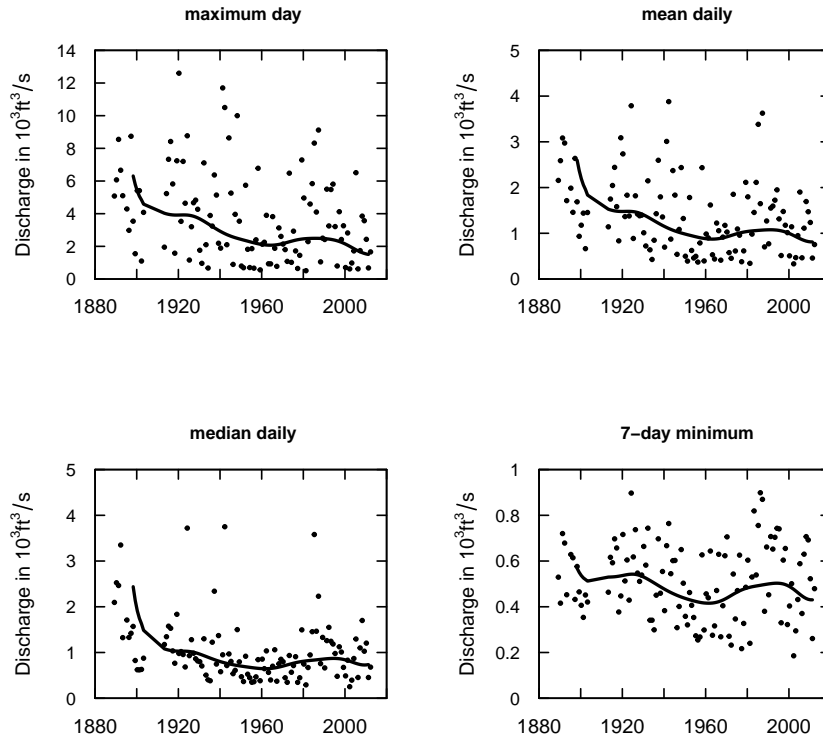 maximum day
Discharge in 10³ft³/s
14
12
10
8
6
4
2
0
1880 1920 1960 2000
mean daily
Discharge in 10³ft³/s
5
4
3
2
1
0
1880 1920 1960 2000
median daily
Discharge in 10³ft³/s
5
4
3
2
1
0
1880 1920 1960 2000
7−day minimum
Discharge in 10³ft³/s
1
0.8
0.6
0.4
0.2
0
1880 1920 1960 2000